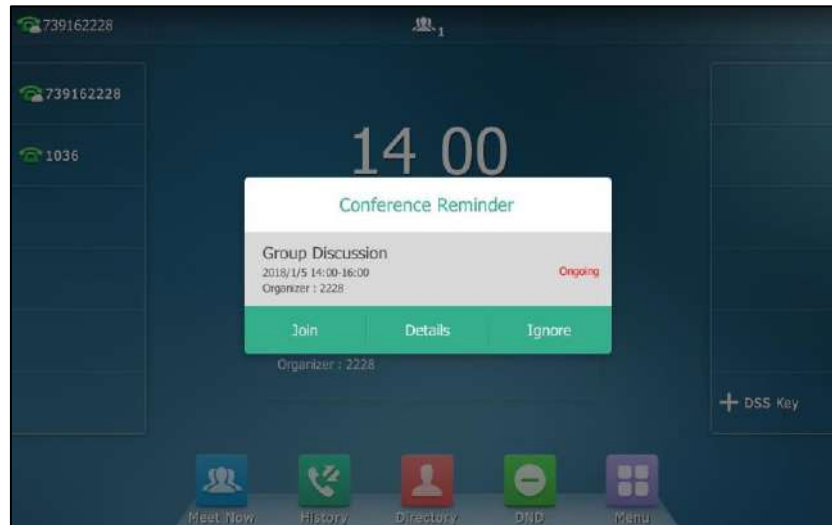 739162228
1
739162228
1036
14 00
Conference Reminder
Group Discussion
2018/1/5 14:00-16:00
Ongoing
Organizer : 2228
Join
Details
Ignore
Organizer : 2228
DSS Key
Meet Now
History
Directory
DND
Menu